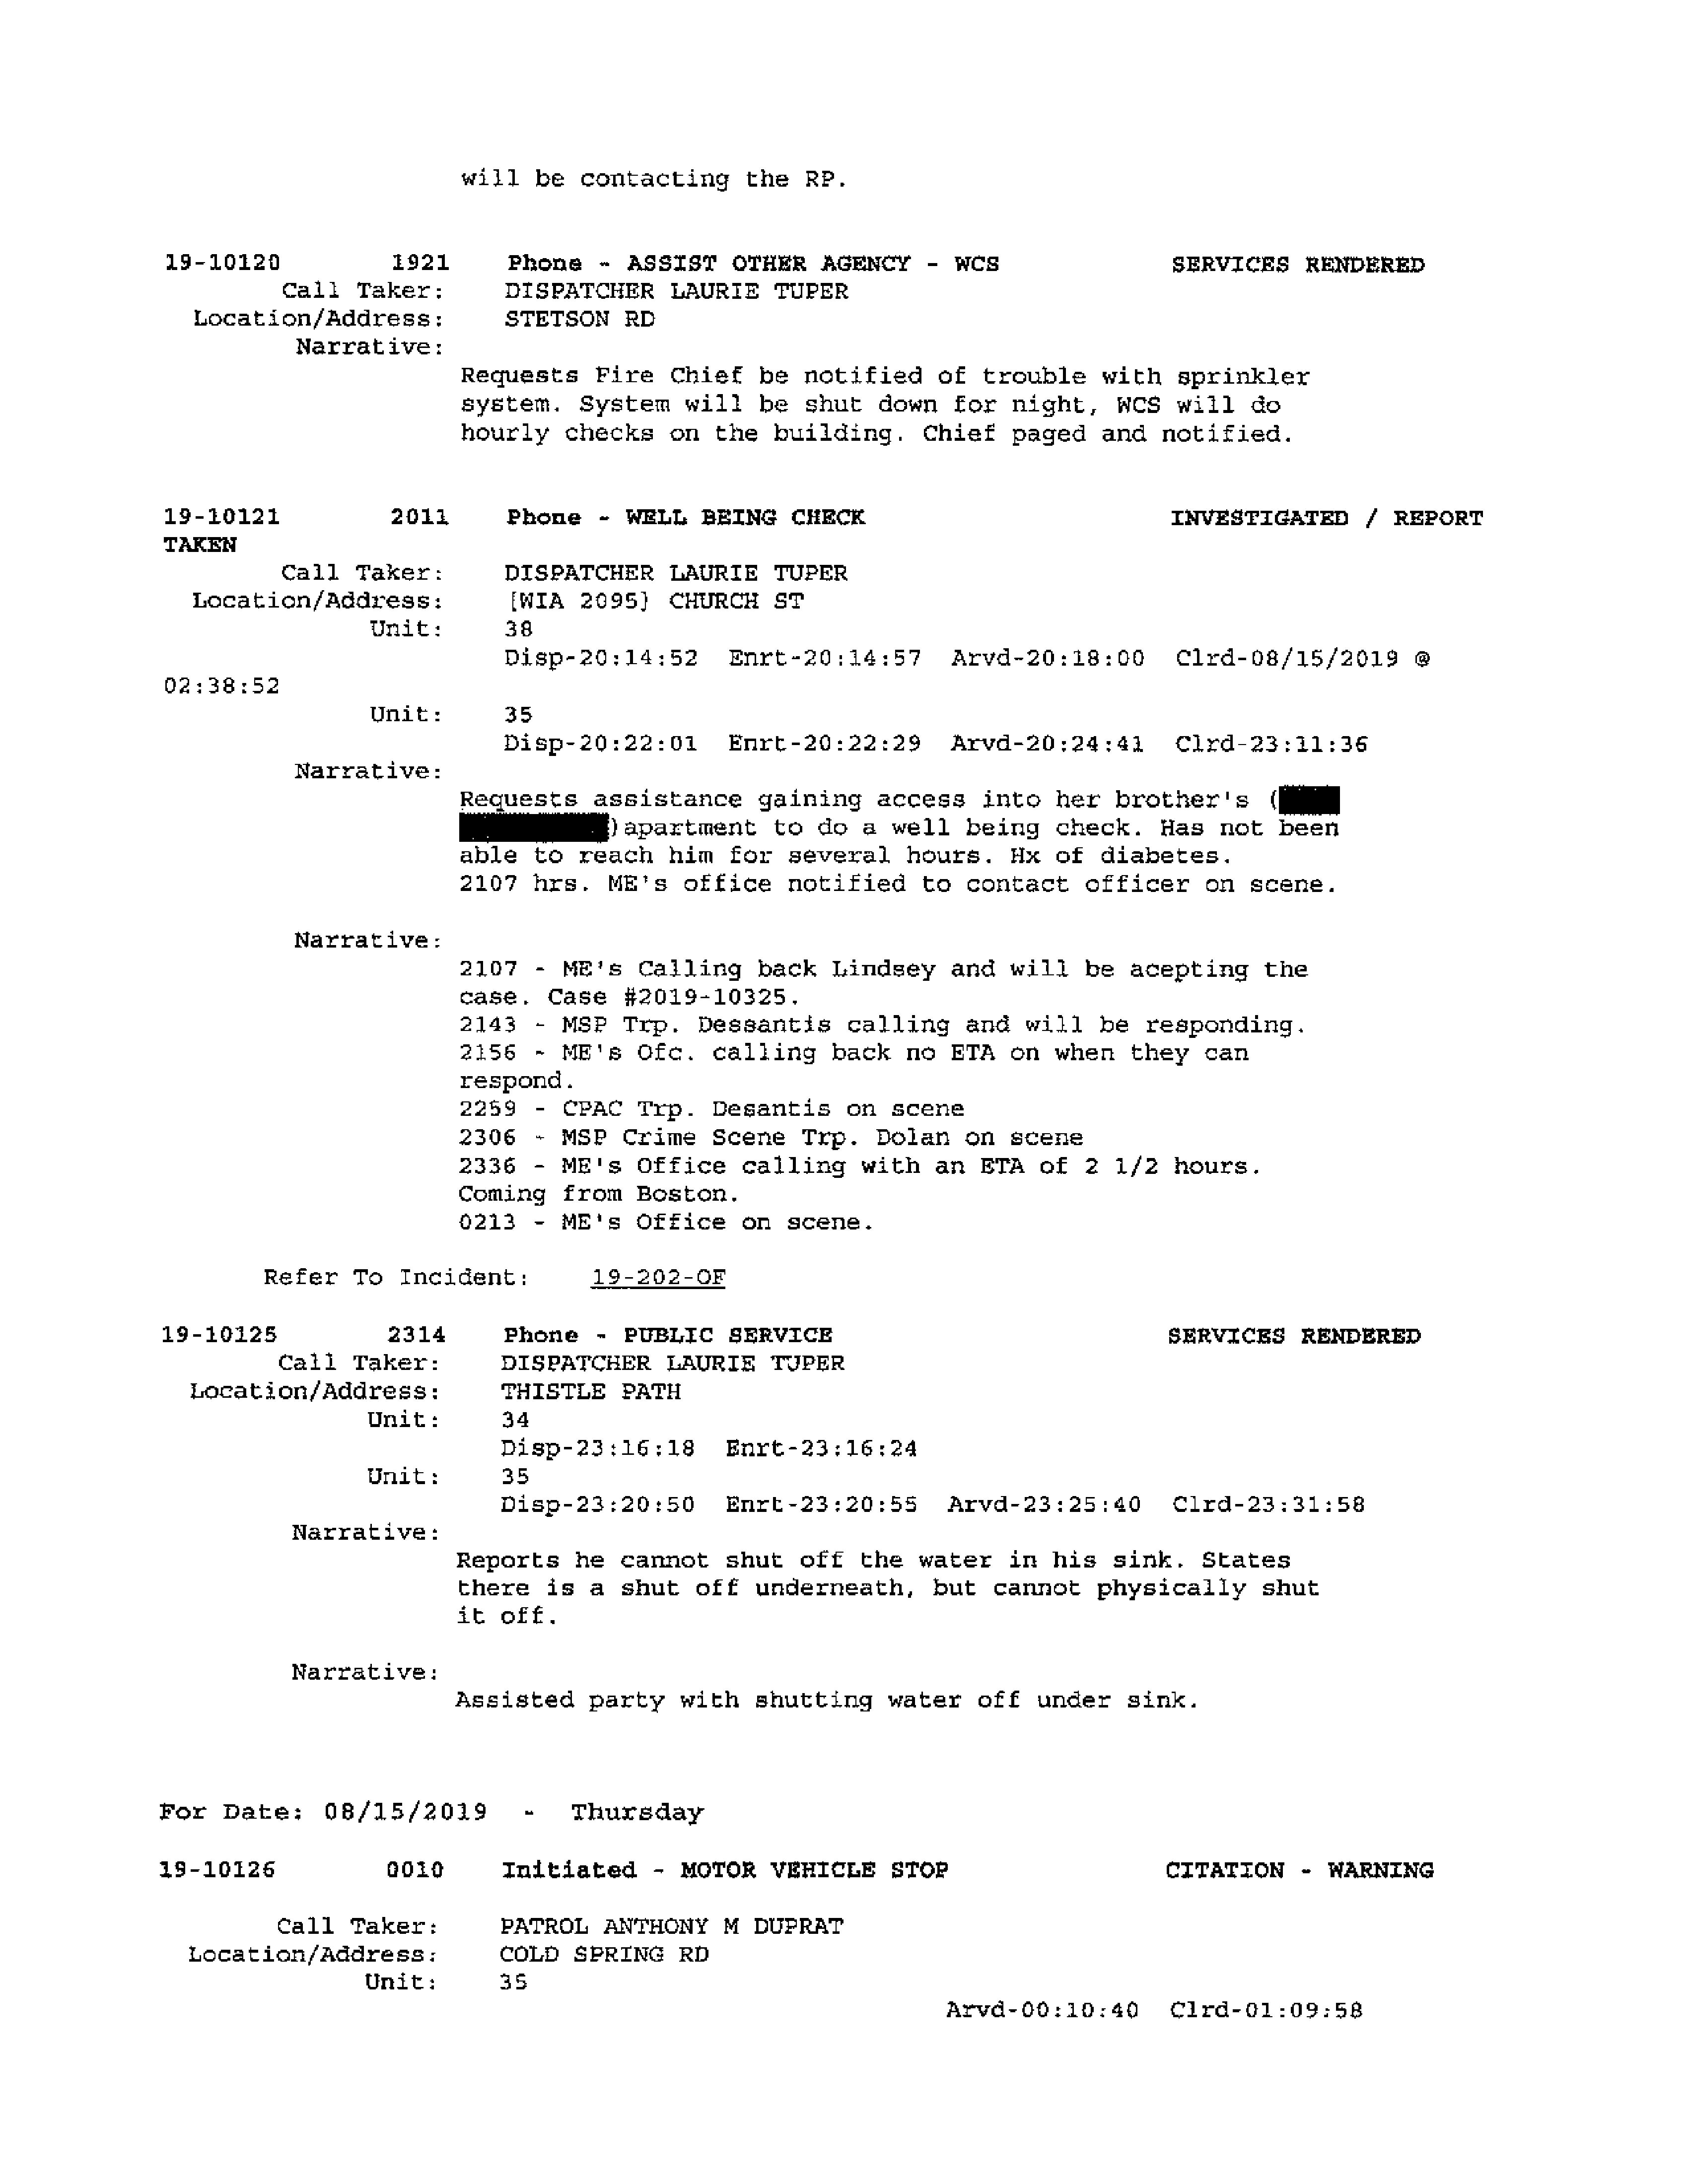 will be contacting the RP.
19-10120 1921 Phone - ASSIST OTHER AGENCY - WCS SERVICES RENDERED
Call Taker: DISPATCHER LAURIE TUPER
Location/Address: STETSON RD
Narrative:
Requests Fire Chief be notified of trouble with sprinkler
system. System will be shut down for night, WCS will do
hourly checks on the building. Chief paged and notified.
19-10121 2011 Phone - WELL BEING CHECK INVESTIGATED / REPORT
TAKEN
Call Taker: DISPATCHER LAURIE TUPER
Location/Address: [WIA 2095] CHURCH ST
Unit: 38
Disp-20:14:52 Enrt-20:14:57 Arvd-20:18:00 Clrd-08/15/2019 @
02:38:52
Unit: 35
Disp-20:22:01 Enrt-20:22:29 Arvd-20:24:41 Clrd-23:11:36
Narrative:
Requests assistance gaining access into her brother's (
)apartment to do a well being check. Has not been
able to reach him for several hours. Hx of diabetes.
2107 hrs. ME's office notified to contact officer on scene.
Narrative:
2107 - ME's Calling back Lindsey and will be acepting the
case. Case #2019-10325.
2143 - MSP Trp. Dessantis calling and will be responding.
2156 - ME's Ofc. calling back no ETA on when they can
respond.
2259 - CPAC Trp. Desantis on scene
2306 - MSP Crime Scene Trp. Dolan on scene
2336 - ME's Office calling with an ETA of 2 1/2 hours.
Coming from Boston.
0213 - ME's Office on scene.
Refer To Incident: 19-202-OF
19-10125 2314 Phone - PUBLIC SERVICE SERVICES RENDERED
Call Taker: DISPATCHER LAURIE TUPER
Location/Address: THISTLE PATH
Unit: 34
Disp-23:16:18 Enrt-23:16:24
Unit: 35
Disp-23:20:50 Enrt-23:20:55 Arvd-23:25:40 Clrd-23:31:58
Narrative:
Reports he cannot shut off the water in his sink. States
there is a shut off underneath, but cannot physically shut
it off.
Narrative:
Assisted party with shutting water off under sink.
For Date: 08/15/2019 - Thursday
19-10126 0010 Initiated - MOTOR VEHICLE STOP CITATION - WARNING
Call Taker: PATROL ANTHONY M DUPRAT
Location/Address: COLD SPRING RD
Unit: 35
Arvd-00:10:40 Clrd-01:09:58